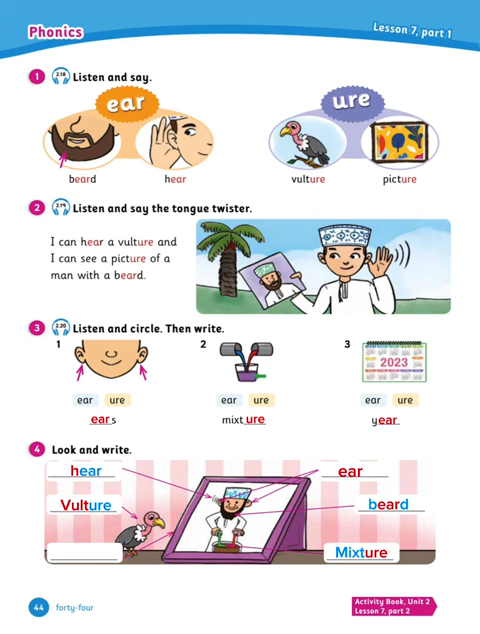 Phonics
Lesson 7, part 1
1 2.18 Listen and say.
ear
ure
beard
hear
vulture
picture
2 2.19 Listen and say the tongue twister.
I can hear a vulture and
I can see a picture of a
man with a beard.
3 2.20 Listen and circle. Then write.
1
2
3
2023
ear ure
ear ure
ear ure
ears
mixt ure
year
4 Look and write.
hear
ear
Vulture
beard
Mixture
44 forty-four
Activity Book, Unit 2
Lesson 7, part 2